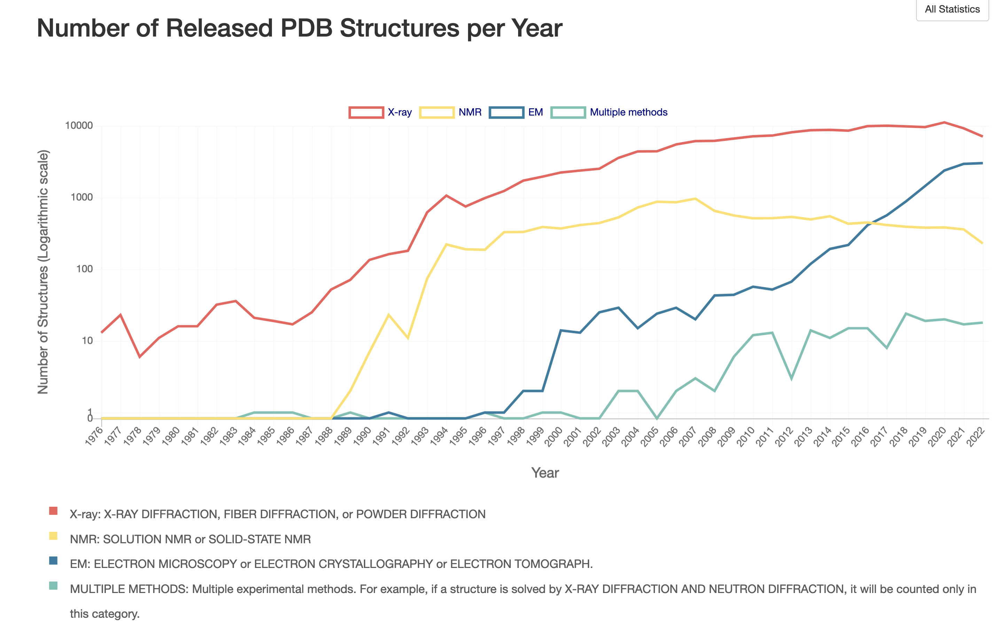 All Statistics
Number of Released PDB Structures per Year
X-ray NMR EM Multiple methods
Number of Structures (Logarithmic scale)
10000
1000
100
10
1
0
1976 1977 1978 1979 1980 1981 1982 1983 1984 1985 1986 1987 1988 1989 1990 1991 1992 1993 1994 1995 1996 1997 1998 1999 2000 2001 2002 2003 2004 2005 2006 2007 2008 2009 2010 2011 2012 2013 2014 2015 2016 2017 2018 2019 2020 2021 2022
Year
X-ray: X-RAY DIFFRACTION, FIBER DIFFRACTION, or POWDER DIFFRACTION
NMR: SOLUTION NMR or SOLID-STATE NMR
EM: ELECTRON MICROSCOPY or ELECTRON CRYSTALLOGRAPHY or ELECTRON TOMOGRAPH.
MULTIPLE METHODS: Multiple experimental methods. For example, if a structure is solved by X-RAY DIFFRACTION AND NEUTRON DIFFRACTION, it will be counted only in
this category.